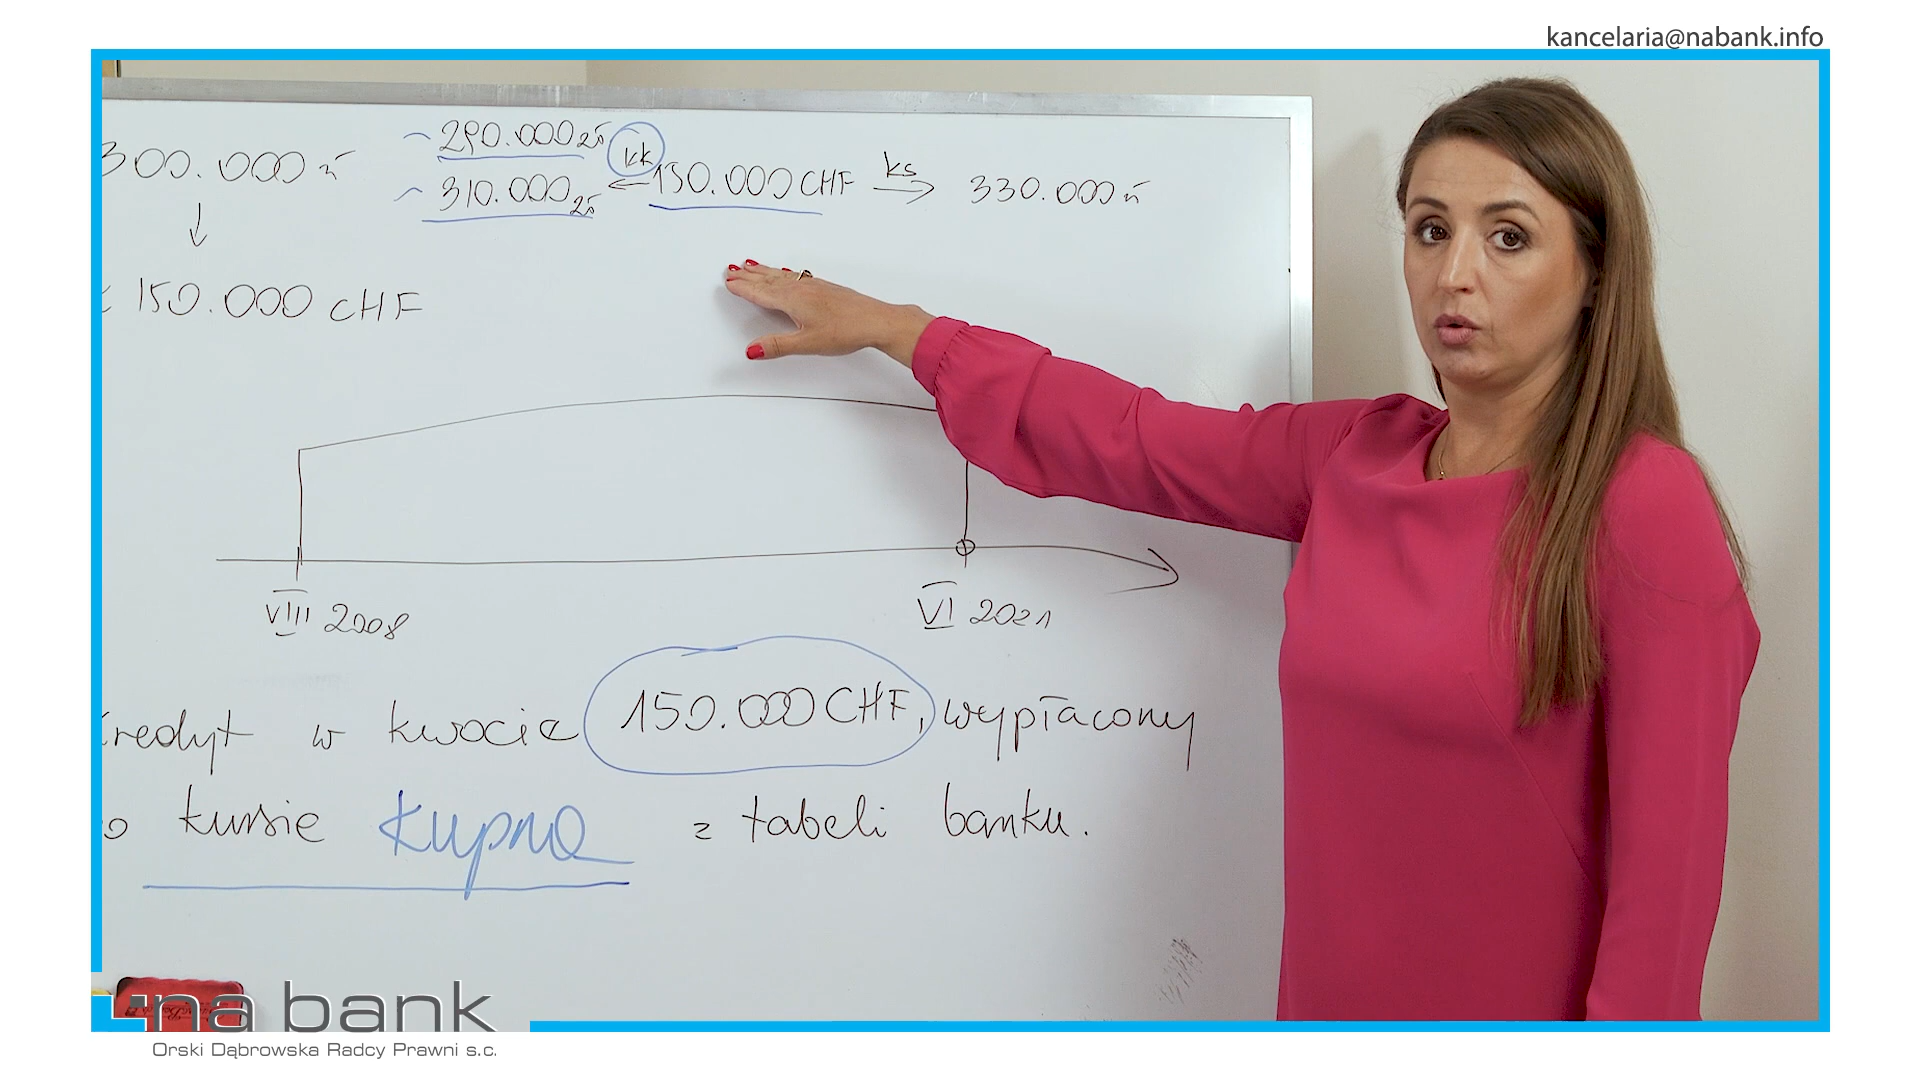 kancelaria@nabank.info
300.000 zł
~ 290.000 zł
~ 310.000 zł
kk
150.000 CHF
ks
330.000 zł
150.000 CHF
VIII 2008
VI 2021
kredyt w kwocie 150.000 CHF, wypłacony
po kursie kupna z tabeli banku.
na bank
Orski Dąbrowska Radcy Prawni s.c.